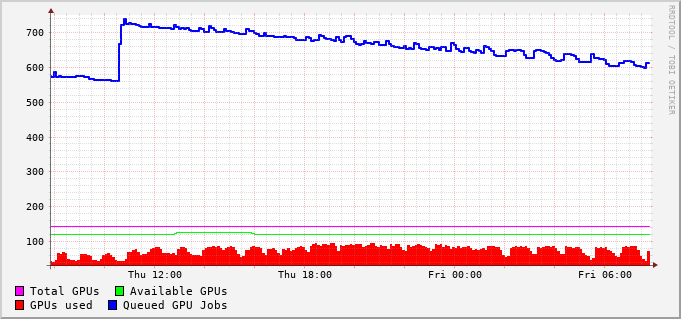 RRDTOOL / TOBI OETIKER
700
600
500
400
300
200
100
Thu 12:00 Thu 18:00 Fri 00:00 Fri 06:00
Total GPUs Available GPUs
GPUs used Queued GPU Jobs